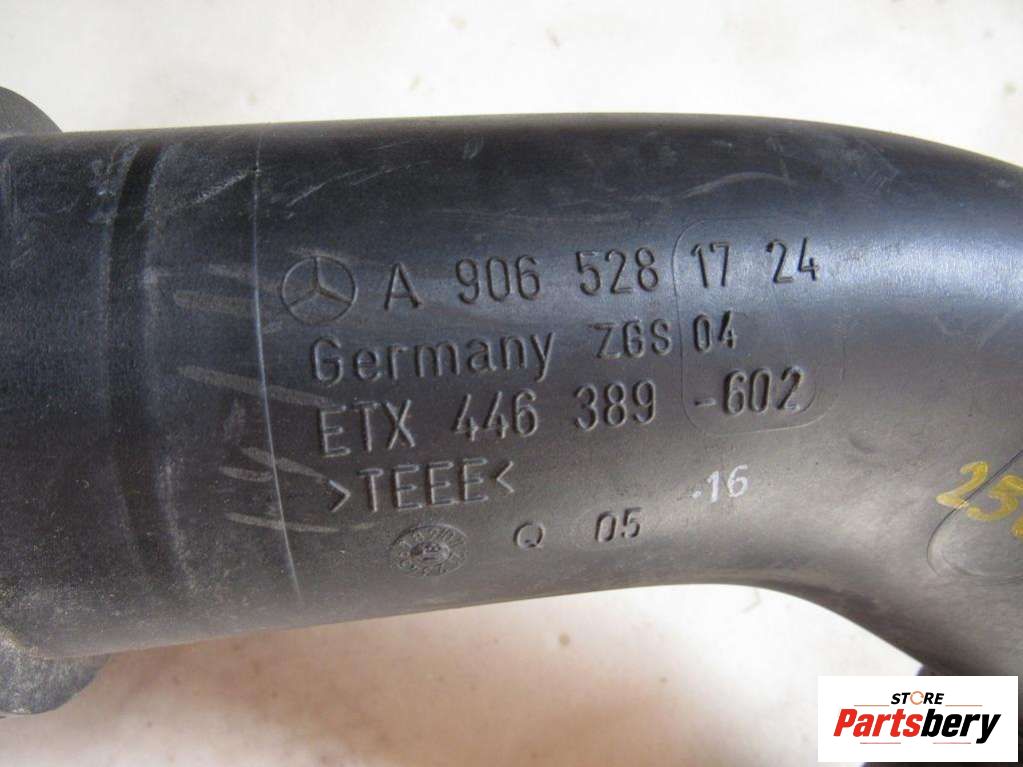 A 906 528 17 24
Germany ZGS 04
ETX 446 389 -602
>TEEE<
.16
Q 05
STORE
Partsbery